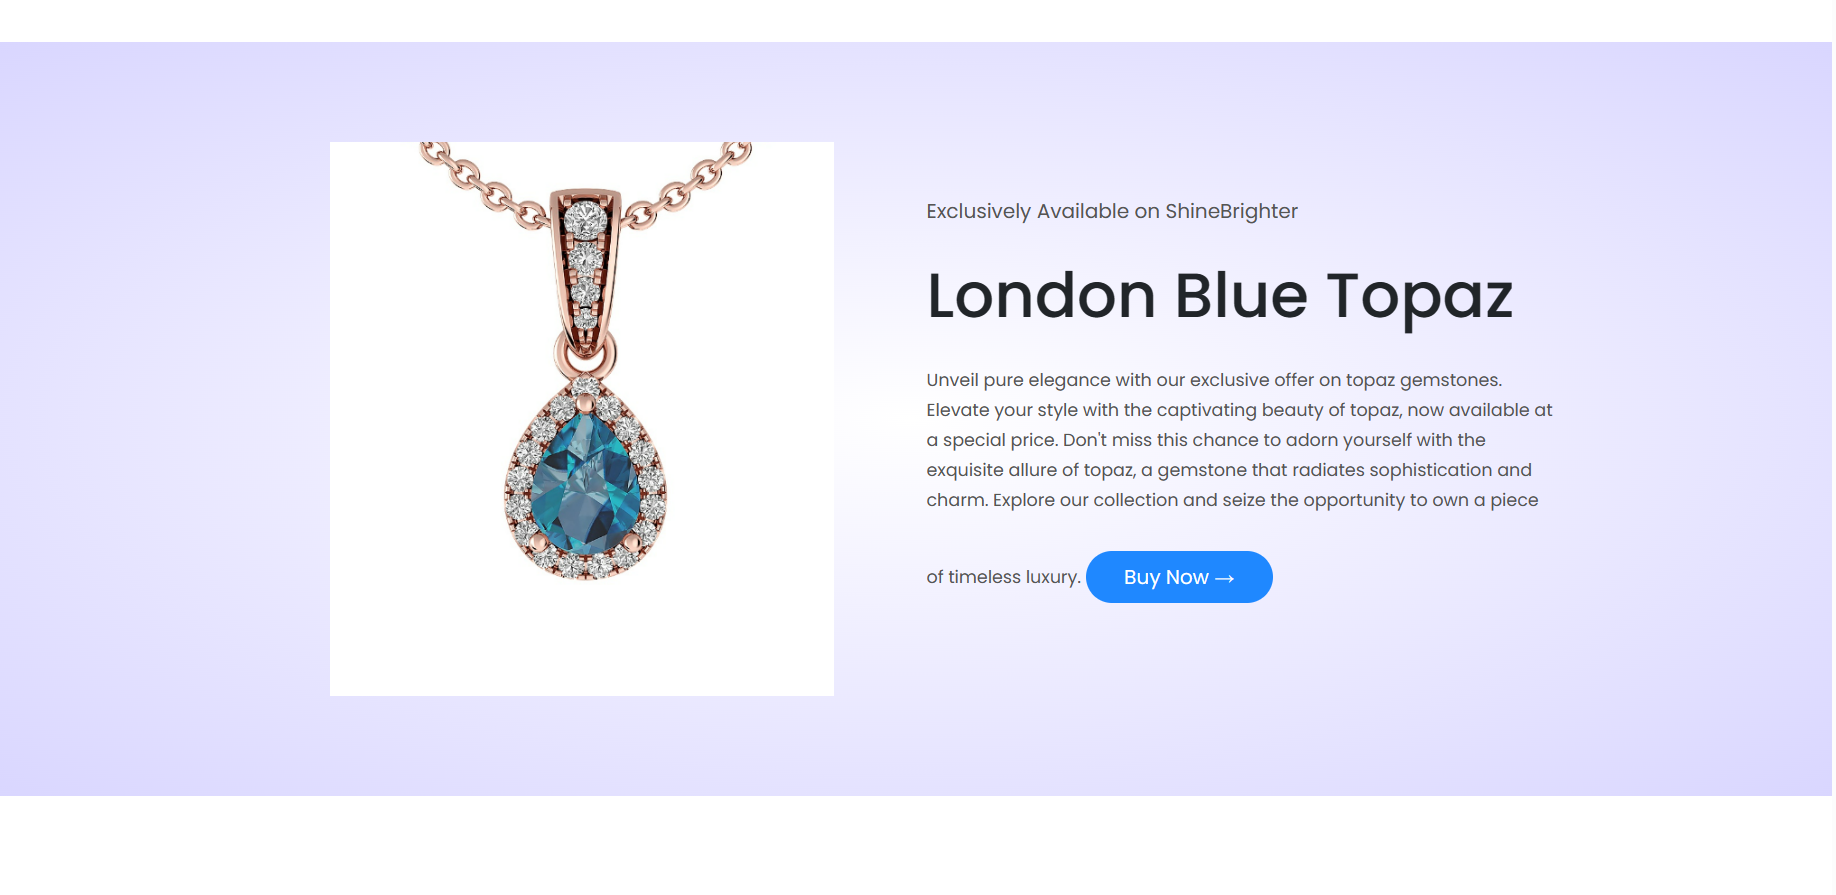 Exclusively Available on ShineBrighter
London Blue Topaz
Unveil pure elegance with our exclusive offer on topaz gemstones.
Elevate your style with the captivating beauty of topaz, now available at
a special price. Don't miss this chance to adorn yourself with the
exquisite allure of topaz, a gemstone that radiates sophistication and
charm. Explore our collection and seize the opportunity to own a piece
of timeless luxury. Buy Now →